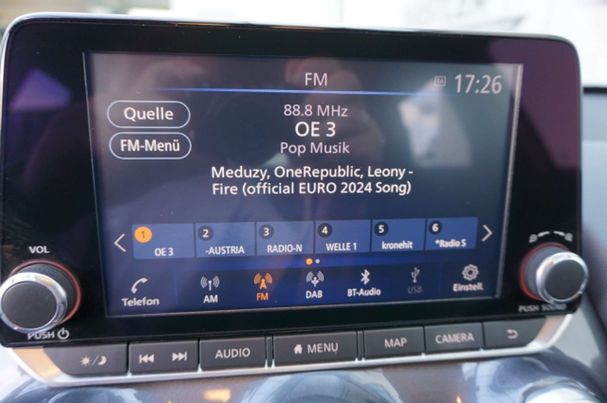 FM
17:26
Quelle
88.8 MHz
FM-Menü
OE 3
Pop Musik
Meduzy, OneRepublic, Leony -
Fire (official EURO 2024 Song)
1 2 3 4 5 6
OE 3 -AUSTRIA RADIO-N WELLE 1 kronehit *Radio S
Telefon AM FM DAB BT-Audio USB Einstell.
VOL
PUSH
PUSH SOUND
AUDIO MENU MAP CAMERA